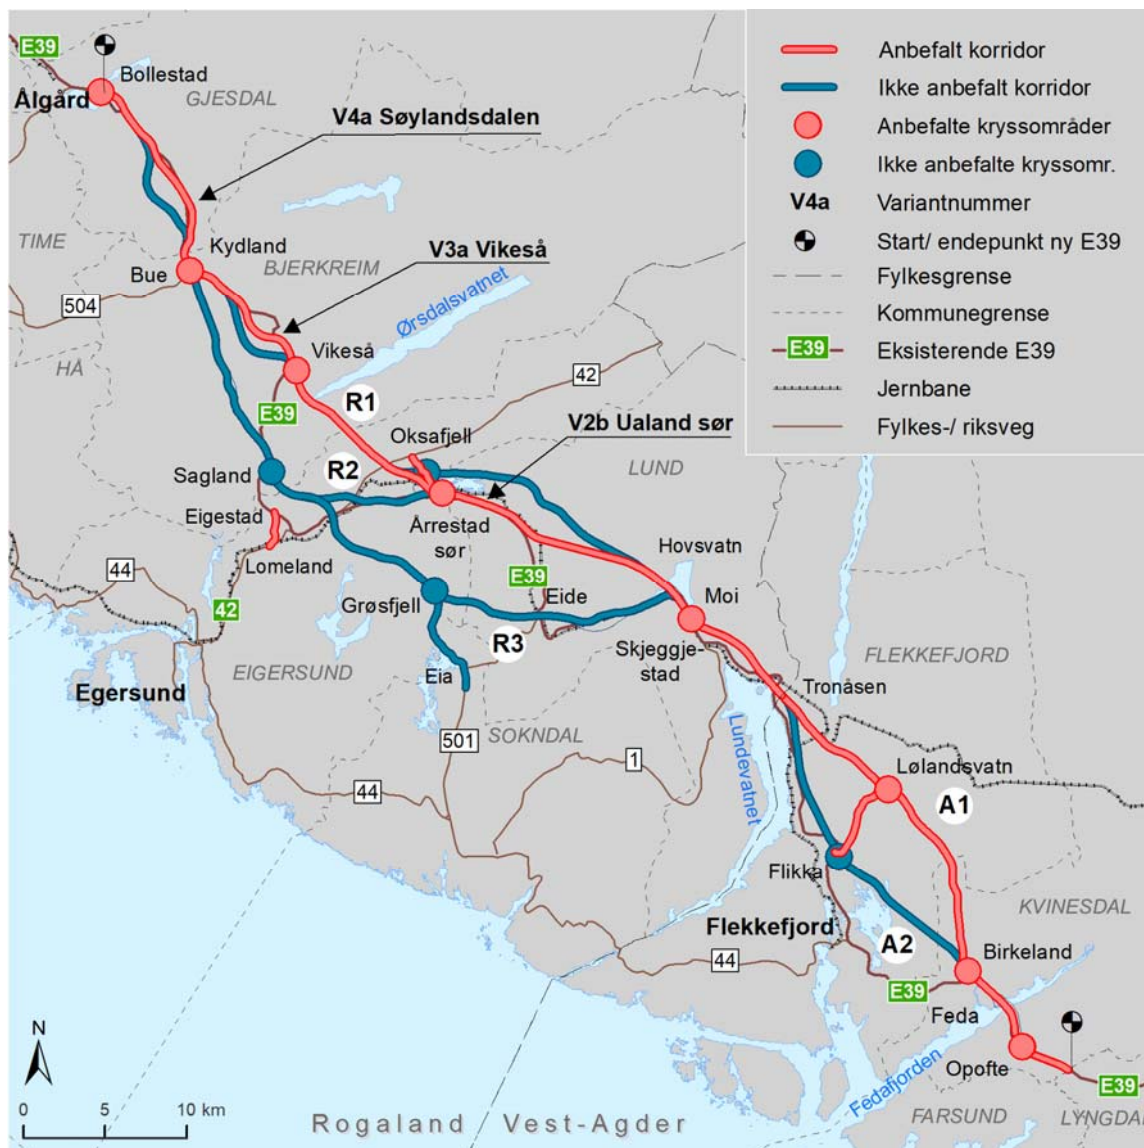 E39
Bollestad
Ålgård
GJESDAL
V4a Søylandsdalen
Anbefalt korridor
Ikke anbefalt korridor
Anbefalte kryssområder
Ikke anbefalte kryssomr.
V4a
Variantnummer
Start/ endepunkt ny E39
Fylkesgrense
Kommunegrense
E39
Eksisterende E39
Jernbane
Fylkes-/ riksveg
TIME
Kydland
Bue
BJERKREIM
V3a Vikeså
504
Ørsdalsvatnet
HÅ
Vikeså
42
R1
E39
V2b Ualand sør
Oksafjell
R2
LUND
Sagland
Eigestad
Årrestad
sør
Lomeland
Hovsvatn
44
E39
Moi
42
Grøsfjell
Eide
R3
Skjeggje-
stad
FLEKKEFJORD
EIGERSUND
Eia
Tronåsen
Egersund
SOKNDAL
501
1
Lundevatnet
Lølandsvatn
44
A1
Flikka
KVINESDAL
Flekkefjord
A2
Birkeland
44
E39
Feda
N
Opofte
Fedafjorden
E39
0 5 10 km
Rogaland Vest-Agder
FARSUND
LYNGDA